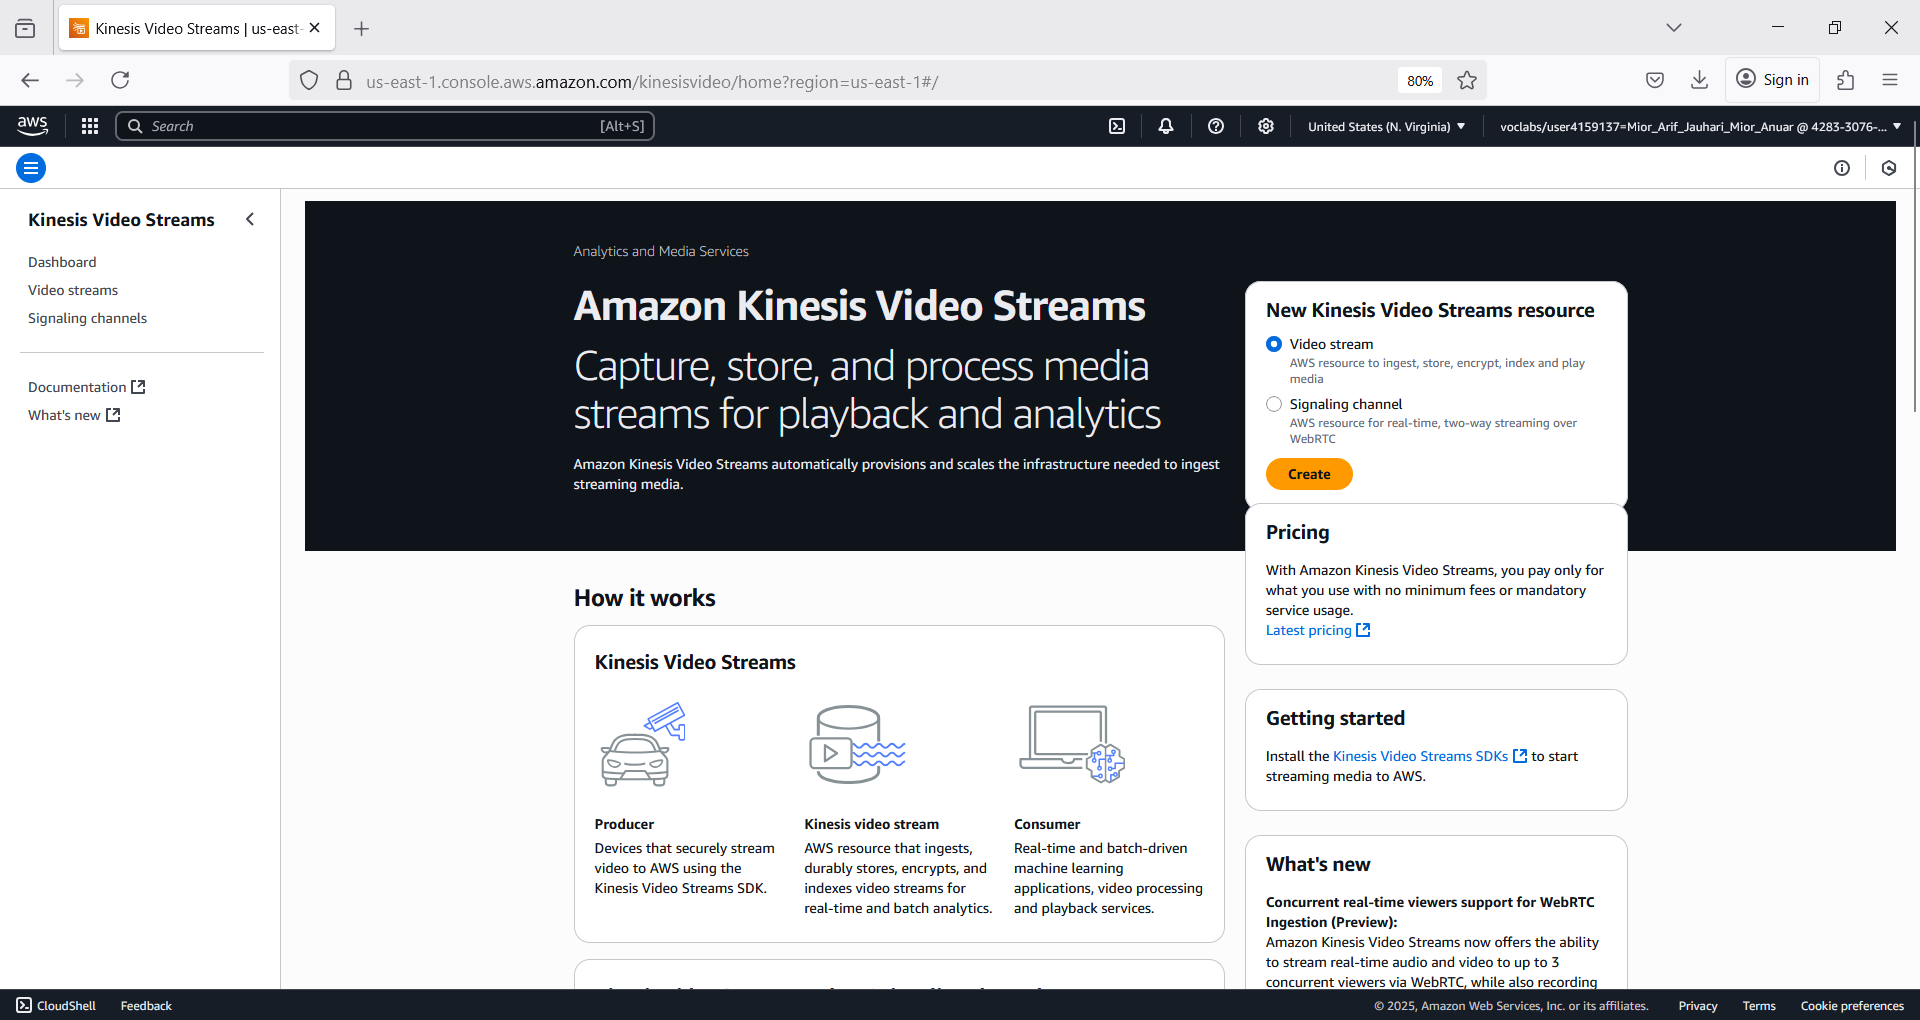 Kinesis Video Streams | us-east-
us-east-1.console.aws.amazon.com/kinesisvideo/home?region=us-east-1#/
80%
Sign in
aws
Search
[Alt+S]
United States (N. Virginia)
voclabs/user4159137=Mior_Arif_Jauhari_Mior_Anuar @ 4283-3076-...
Kinesis Video Streams
Dashboard
Video streams
Signaling channels
Documentation
What's new
Analytics and Media Services
Amazon Kinesis Video Streams
Capture, store, and process media
streams for playback and analytics
Amazon Kinesis Video Streams automatically provisions and scales the infrastructure needed to ingest
streaming media.
New Kinesis Video Streams resource
Video stream
AWS resource to ingest, store, encrypt, index and play
media
Signaling channel
AWS resource for real-time, two-way streaming over
WebRTC
Create
Pricing
With Amazon Kinesis Video Streams, you pay only for
what you use with no minimum fees or mandatory
service usage.
Latest pricing
Getting started
Install the Kinesis Video Streams SDKs to start
streaming media to AWS.
What's new
Concurrent real-time viewers support for WebRTC
Ingestion (Preview):
Amazon Kinesis Video Streams now offers the ability
to stream real-time audio and video to up to 3
concurrent viewers via WebRTC, while also recording
How it works
Kinesis Video Streams
Producer
Devices that securely stream
video to AWS using the
Kinesis Video Streams SDK.
Kinesis video stream
AWS resource that ingests,
durably stores, encrypts, and
indexes video streams for
real-time and batch analytics.
Consumer
Real-time and batch-driven
machine learning
applications, video processing
and playback services.
CloudShell
Feedback
© 2025, Amazon Web Services, Inc. or its affiliates.
Privacy
Terms
Cookie preferences